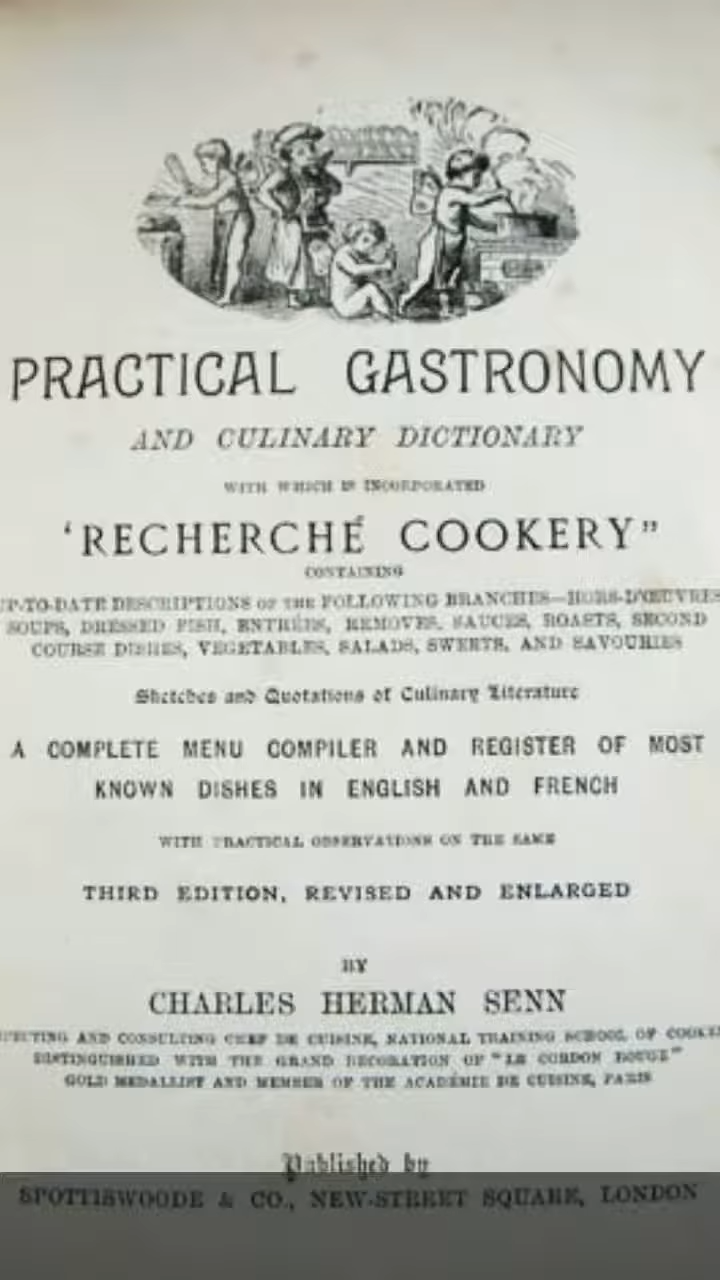 PRACTICAL GASTRONOMY
AND CULINARY DICTIONARY
WITH WHICH IS INCORPORATED
‘RECHERCHÉ COOKERY”
CONTAINING
UP-TO-DATE DESCRIPTIONS OF THE FOLLOWING BRANCHES—HORS-D'ŒUVRES
SOUPS, DRESSED FISH, ENTRÉES, REMOVES, SAUCES, ROASTS, SECOND
COURSE DISHES, VEGETABLES, SALADS, SWEETS, AND SAVOURIES
Sketches and Quotations of Culinary Literature
A COMPLETE MENU COMPILER AND REGISTER OF MOST
KNOWN DISHES IN ENGLISH AND FRENCH
WITH PRACTICAL OBSERVATIONS ON THE SAME
THIRD EDITION, REVISED AND ENLARGED
BY
CHARLES HERMAN SENN
AND CONSULTING CHEF DE CUISINE, NATIONAL TRAINING SCHOOL OF
DISTINGUISHED WITH THE GRAND DECORATION OF "LE CORDON ROUGE"
GOLD MEDALLIST AND MEMBER OF THE ACADÉMIE DE CUISINE, PARIS
Published by
SPOTTISWOODE & CO., NEW-STREET SQUARE, LONDON